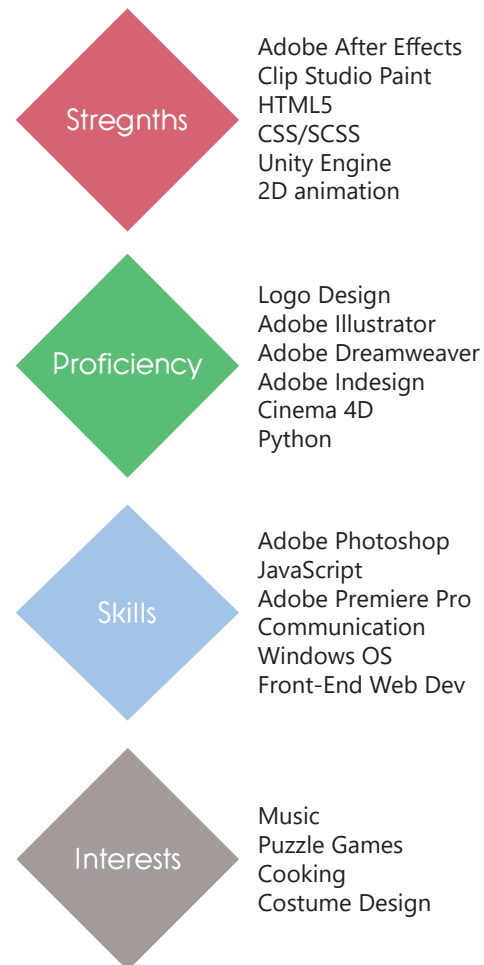 Stregnths
Adobe After Effects
Clip Studio Paint
HTML5
CSS/SCSS
Unity Engine
2D animation
Proficiency
Logo Design
Adobe Illustrator
Adobe Dreamweaver
Adobe Indesign
Cinema 4D
Python
Skills
Adobe Photoshop
JavaScript
Adobe Premiere Pro
Communication
Windows OS
Front-End Web Dev
Interests
Music
Puzzle Games
Cooking
Costume Design